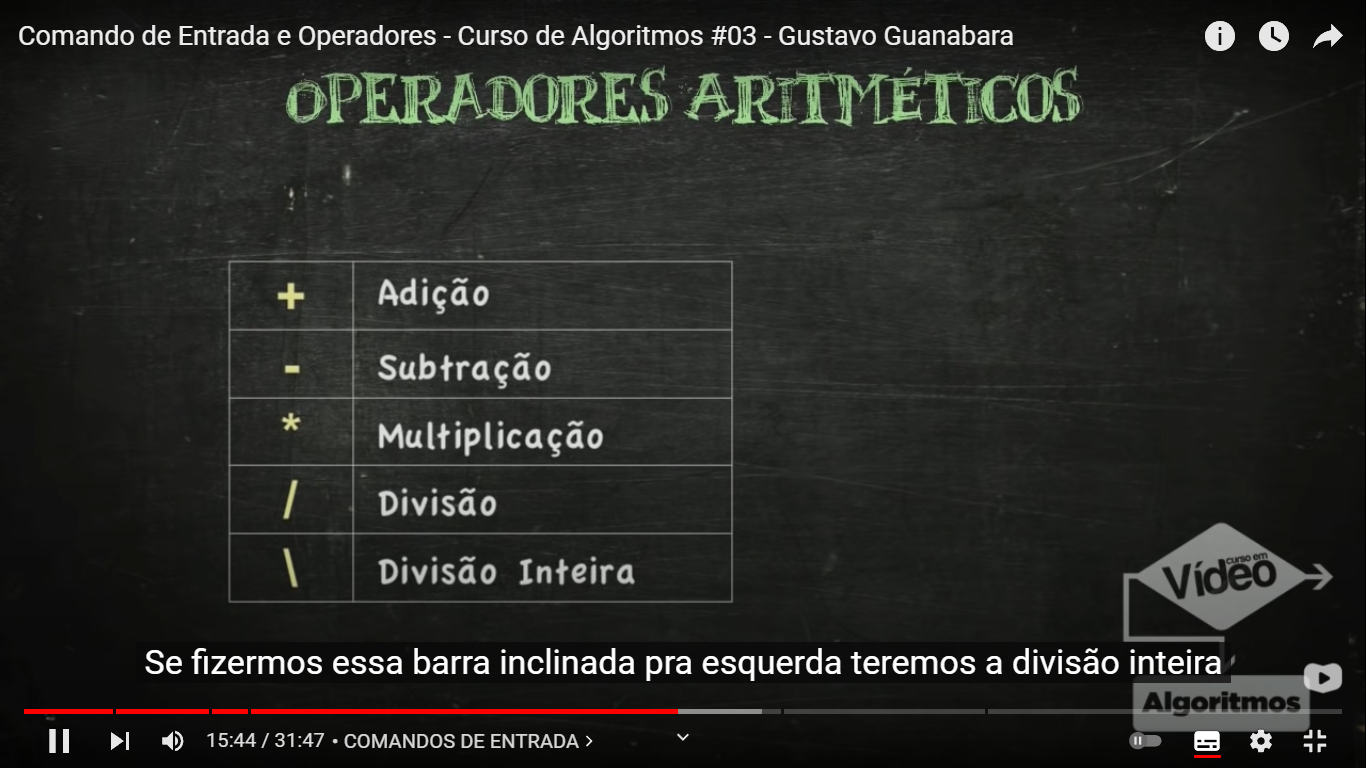 Comando de Entrada e Operadores - Curso de Algoritmos #03 - Gustavo Guanabara
OPERADORES ARITMÉTICOS
+ Adição
- Subtração
* Multiplicação
/ Divisão
\ Divisão Inteira
curso em
Vídeo
Se fizermos essa barra inclinada pra esquerda teremos a divisão inteira
Algoritmos
15:44 / 31:47 • COMANDOS DE ENTRADA